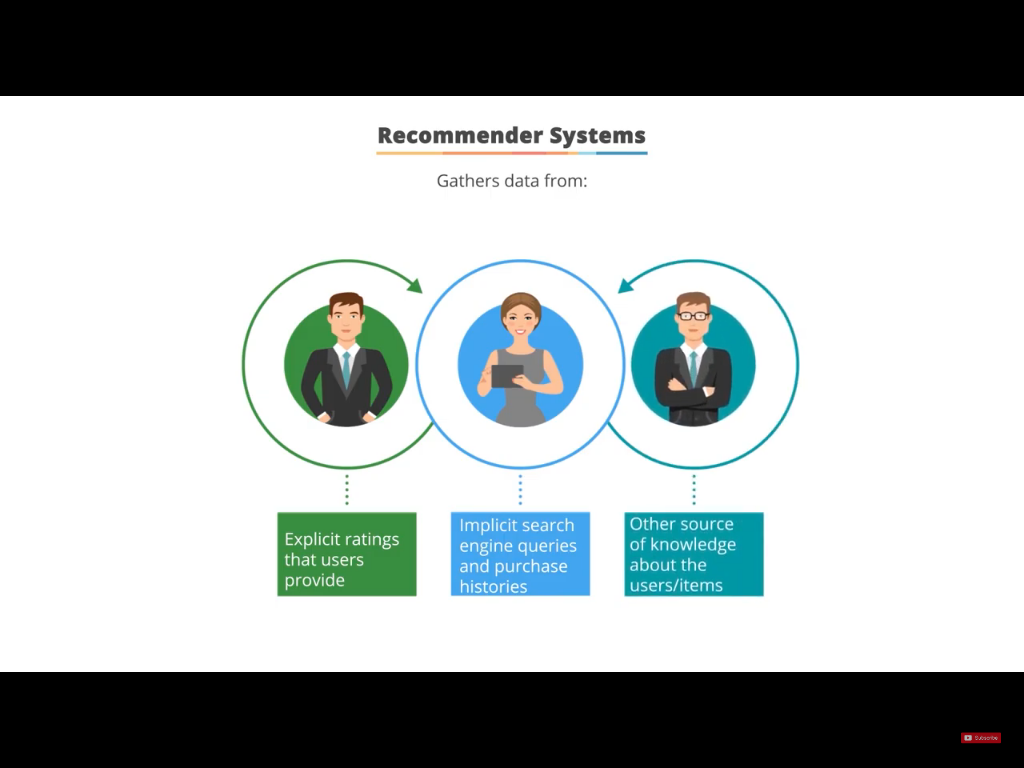 Recommender Systems
Gathers data from:
Explicit ratings
that users
provide
Implicit search
engine queries
and purchase
histories
Other source
of knowledge
about the
users/items
Subscribe